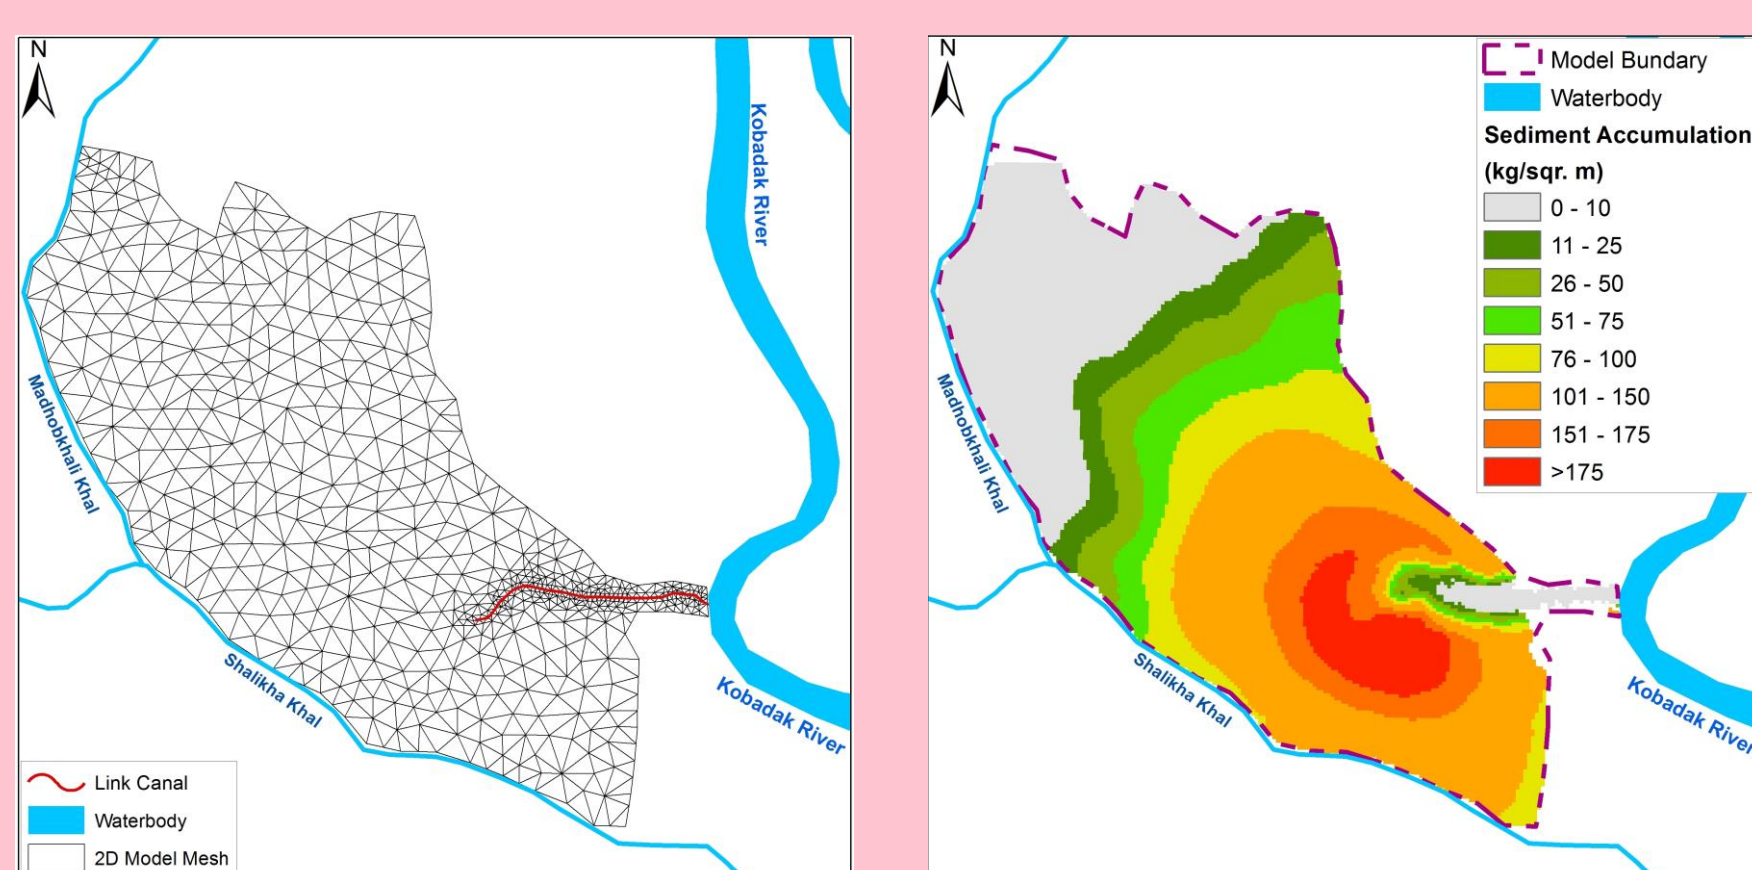 N
Kobadak River
Madhobkhali Khal
Shalikha Khal
Kobadak River
Link Canal
Waterbody
2D Model Mesh
N
Model Bundary
Waterbody
Sediment Accumulation
(kg/sqr. m)
0 - 10
11 - 25
26 - 50
51 - 75
76 - 100
101 - 150
151 - 175
>175
Madhobkhali Khal
Shalikha Khal
Kobadak River